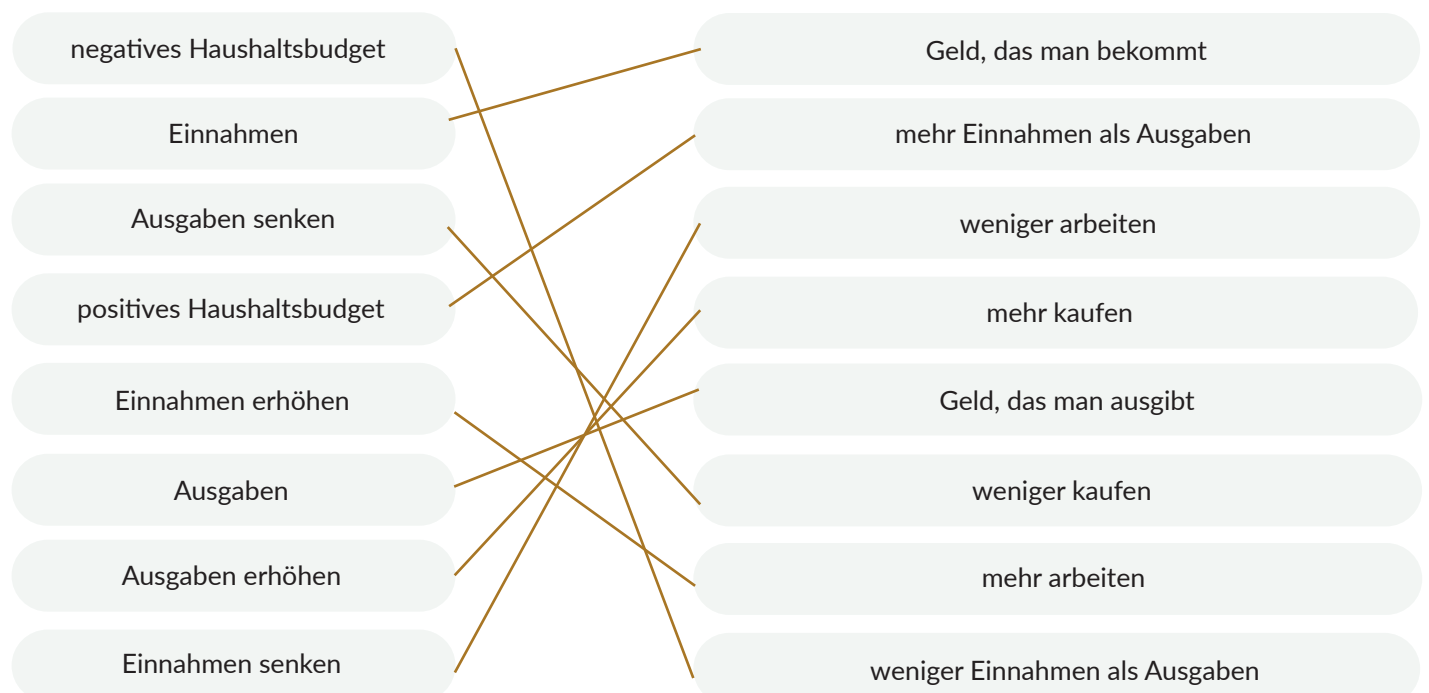 negatives Haushaltsbudget
Geld, das man bekommt
Einnahmen
mehr Einnahmen als Ausgaben
Ausgaben senken
weniger arbeiten
positives Haushaltsbudget
mehr kaufen
Einnahmen erhöhen
Geld, das man ausgibt
Ausgaben
weniger kaufen
Ausgaben erhöhen
mehr arbeiten
Einnahmen senken
weniger Einnahmen als Ausgaben